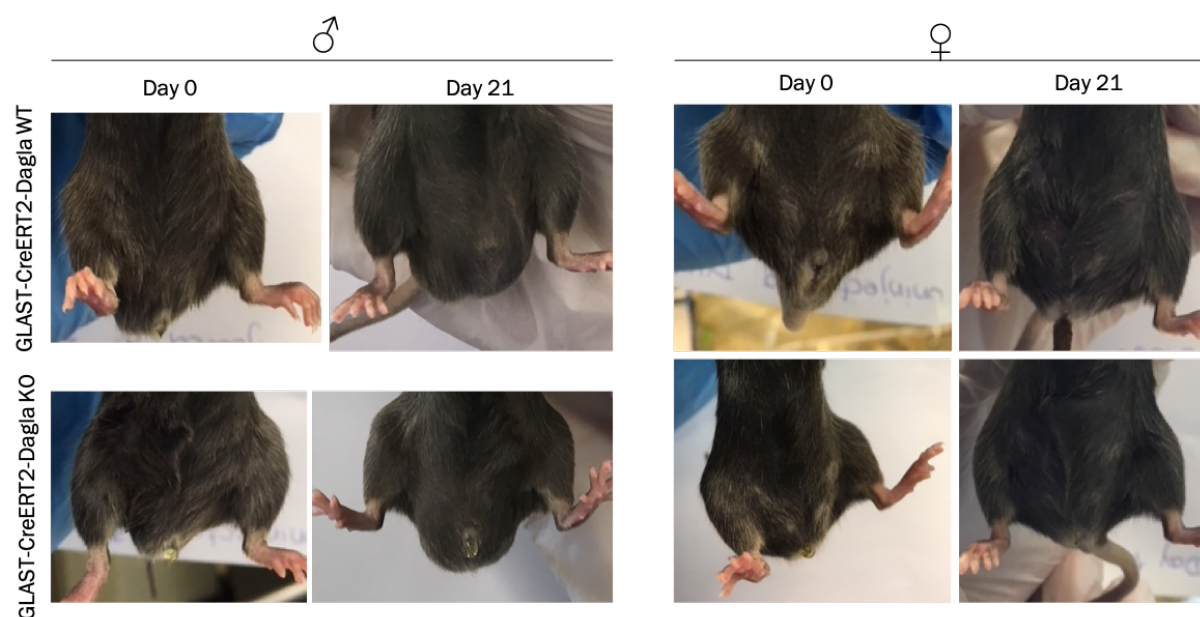 ♂
♀
Day 0
Day 21
Day 0
Day 21
GLAST-CreERT2-Dagla WT
GLAST-CreERT2-Dagla KO